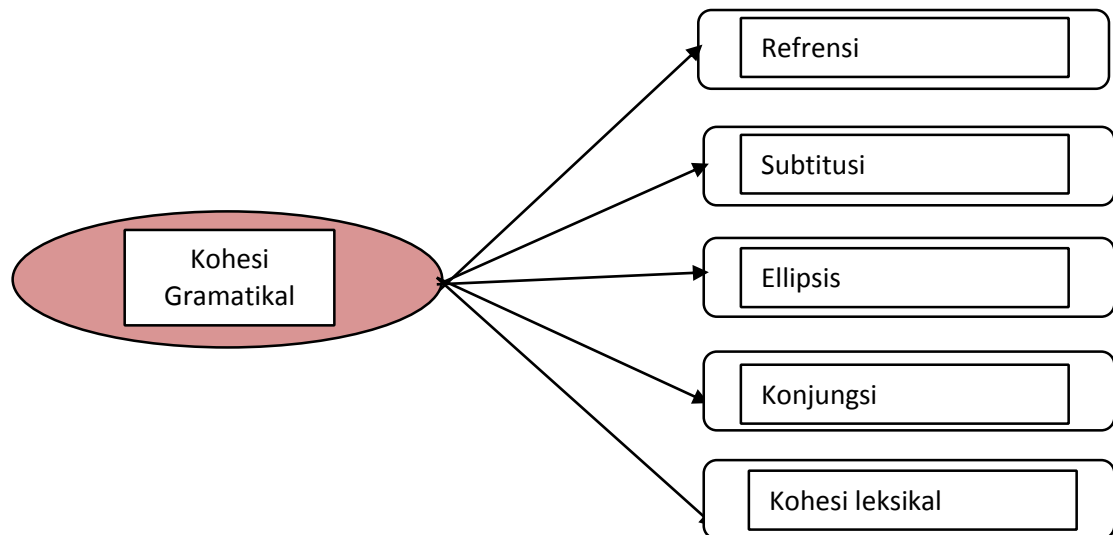 Kohesi
Gramatikal
Refrensi
Subtitusi
Ellipsis
Konjungsi
Kohesi leksikal